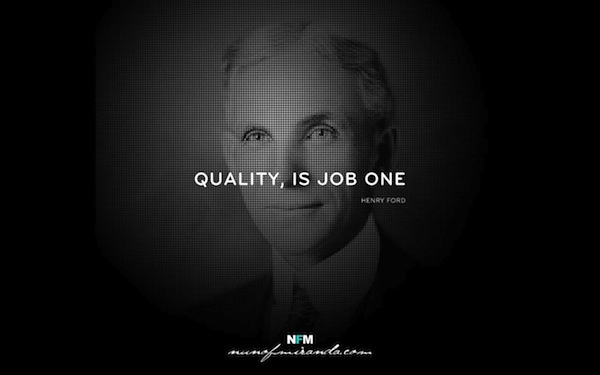 QUALITY, IS JOB ONE
HENRY FORD
NFM
nunofmiranda.com